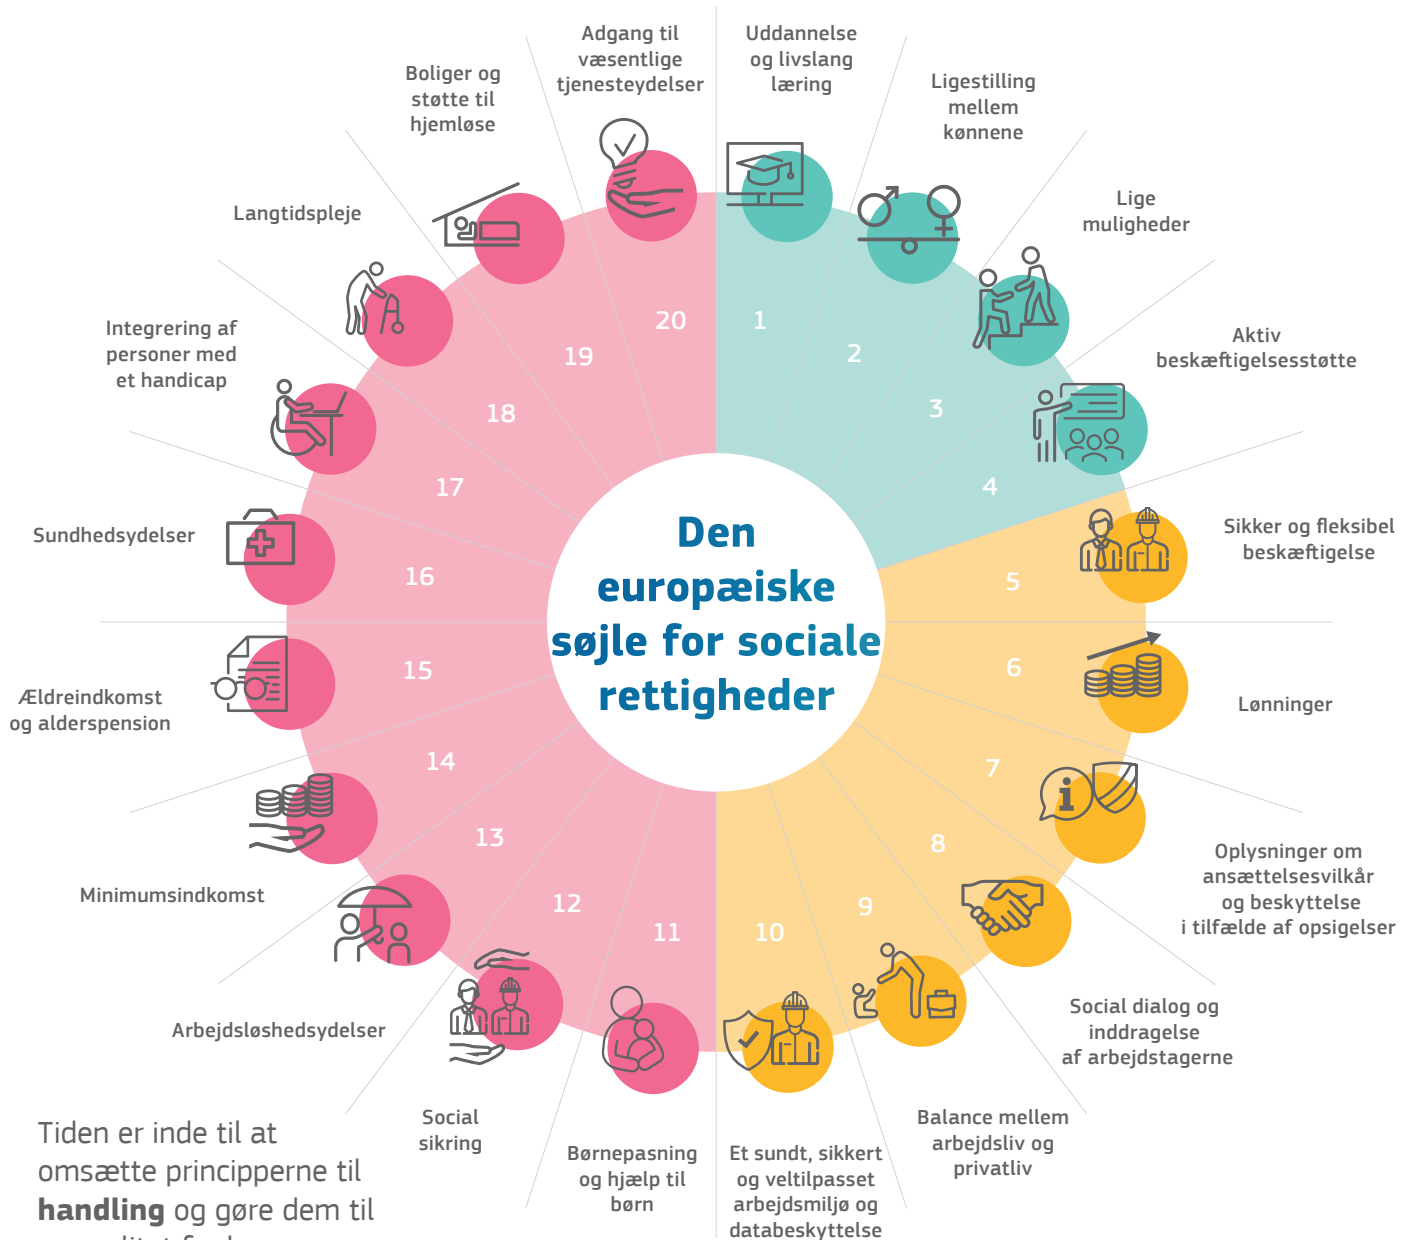 Den
europæiske
søjle for sociale
rettigheder
1
Uddannelse
og livslang
læring
2
Ligestilling
mellem
kønnene
3
Lige
muligheder
4
Aktiv
beskæftigelsesstøtte
5
Sikker og fleksibel
beskæftigelse
6
Lønninger
7
Oplysninger om
ansættelsesvilkår
og beskyttelse
i tilfælde af opsigelser
8
Social dialog og
inddragelse
af arbejdstagerne
9
Balance mellem
arbejdsliv og
privatliv
10
Et sundt, sikkert
og veltilpasset
arbejdsmiljø og
databeskyttelse
11
Børnepasning
og hjælp til
børn
12
Social
sikring
13
Arbejdsløshedsydelser
14
Minimumsindkomst
15
Ældreindkomst
og alderspension
16
Sundhedsydelser
17
Integrering af
personer med
et handicap
18
Langtidspleje
19
Boliger og
støtte til
hjemløse
20
Adgang til
væsentlige
tjenesteydelser
Tiden er inde til at
omsætte principperne til
handling og gøre dem til